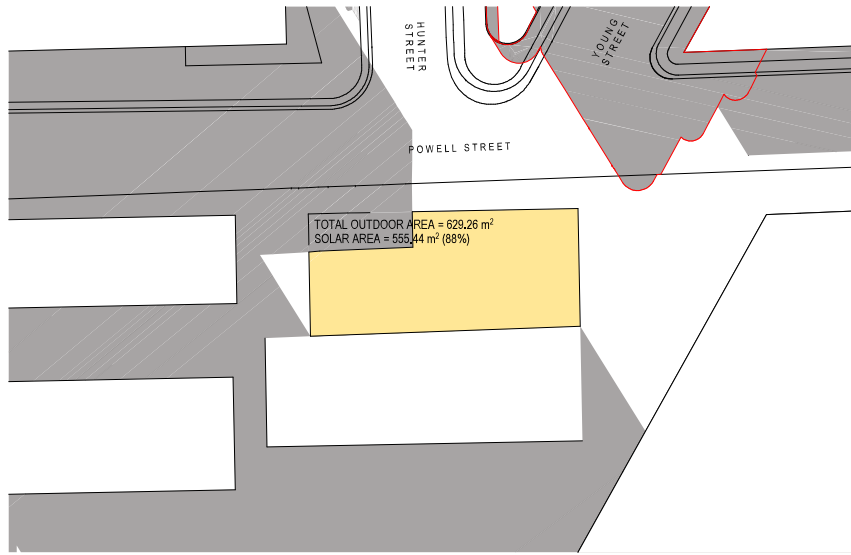 HUNTER
STREET
YOUNG
STREET
POWELL STREET
TOTAL OUTDOOR AREA = 629.26 m²
SOLAR AREA = 555.44 m² (88%)